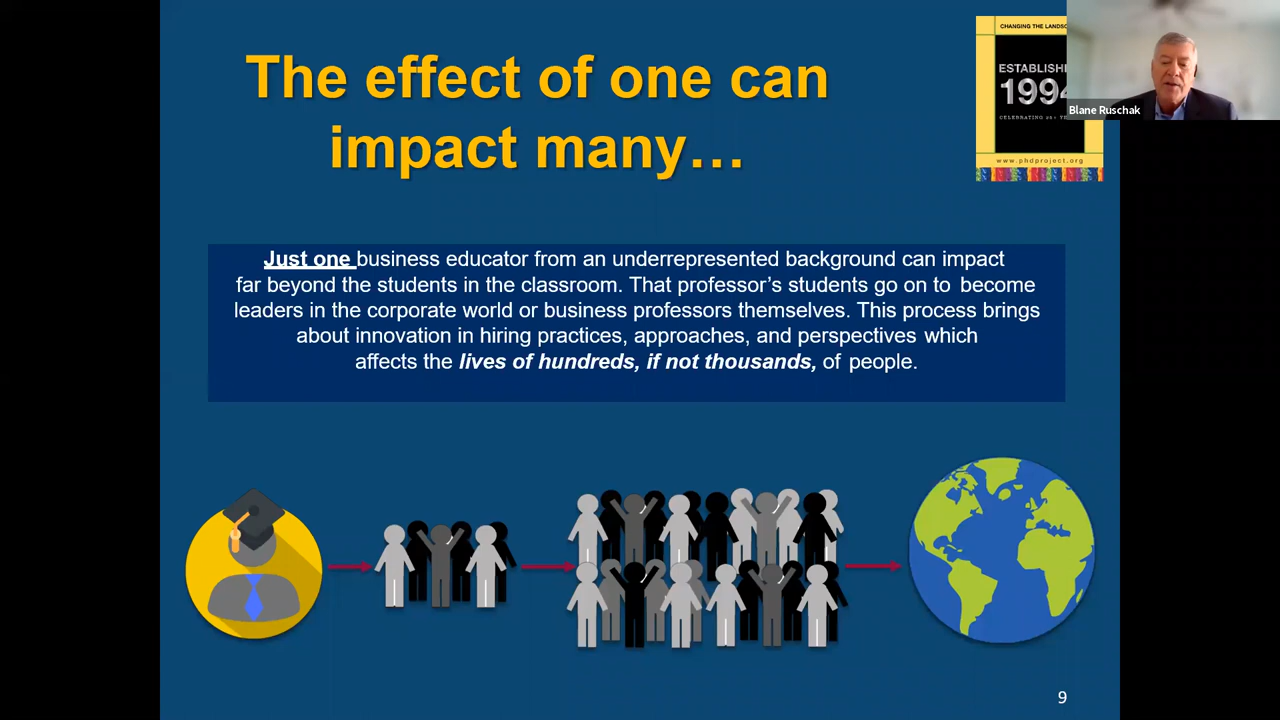 The effect of one can
impact many…
CHANGING THE
ESTABLISH
1994
CELEBRATING
www.phdproject.org
Blane Ruschak
Just one business educator from an underrepresented background can impact
far beyond the students in the classroom. That professor’s students go on to become
leaders in the corporate world or business professors themselves. This process brings
about innovation in hiring practices, approaches, and perspectives which
affects the lives of hundreds, if not thousands, of people.
9